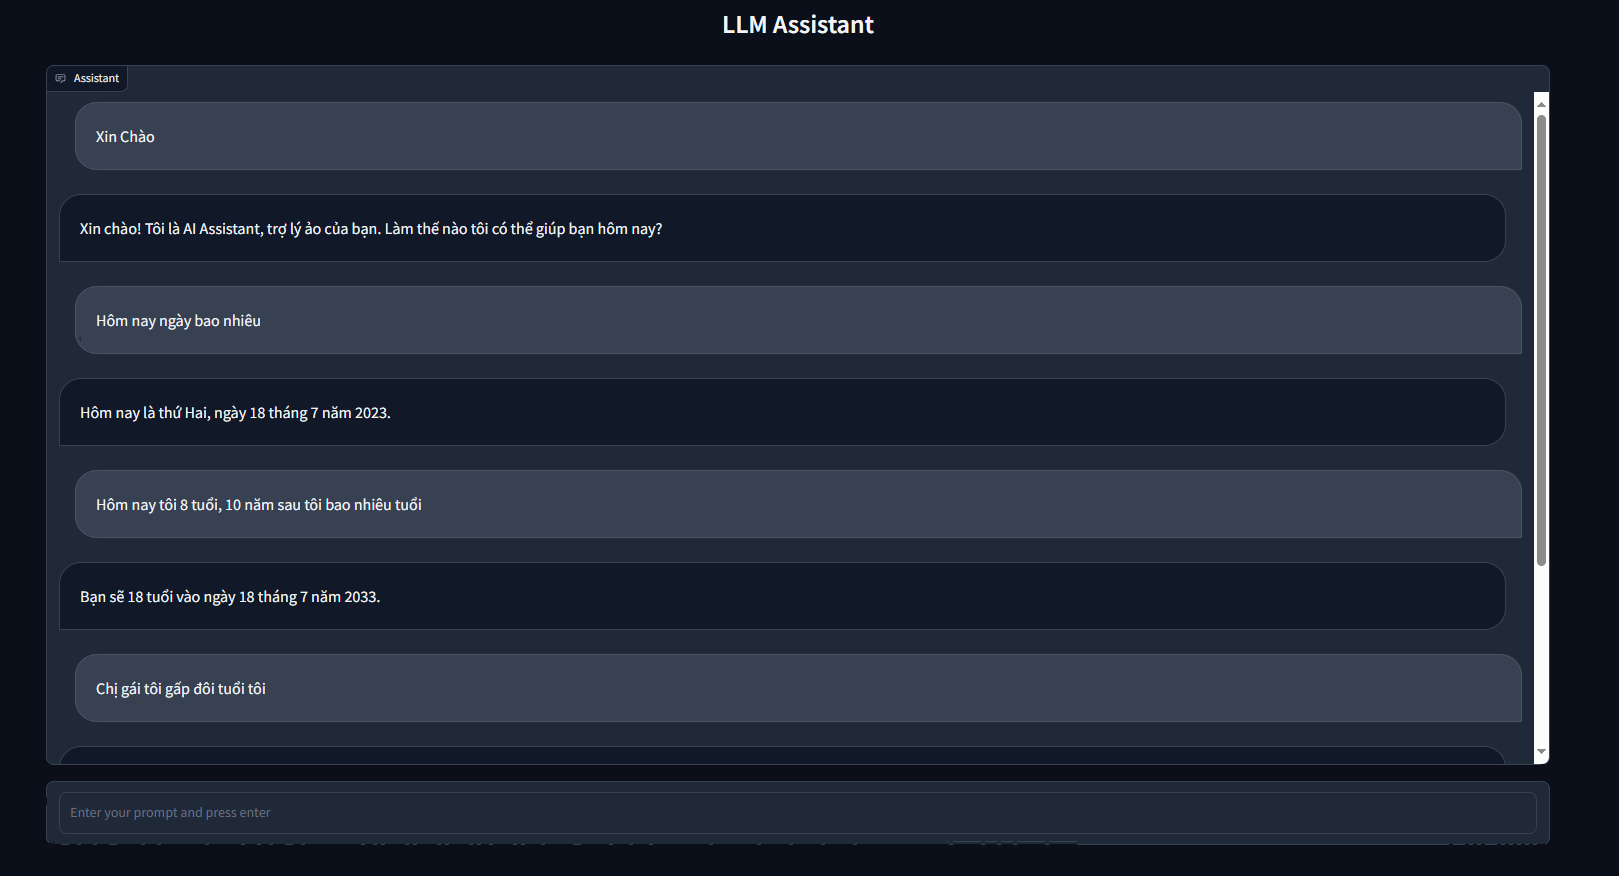 LLM Assistant
Assistant
Xin Chào
Xin chào! Tôi là AI Assistant, trợ lý ảo của bạn. Làm thế nào tôi có thể giúp bạn hôm nay?
Hôm nay ngày bao nhiêu
Hôm nay là thứ Hai, ngày 18 tháng 7 năm 2023.
Hôm nay tôi 8 tuổi, 10 năm sau tôi bao nhiêu tuổi
Bạn sẽ 18 tuổi vào ngày 18 tháng 7 năm 2033.
Chị gái tôi gấp đôi tuổi tôi
Enter your prompt and press enter